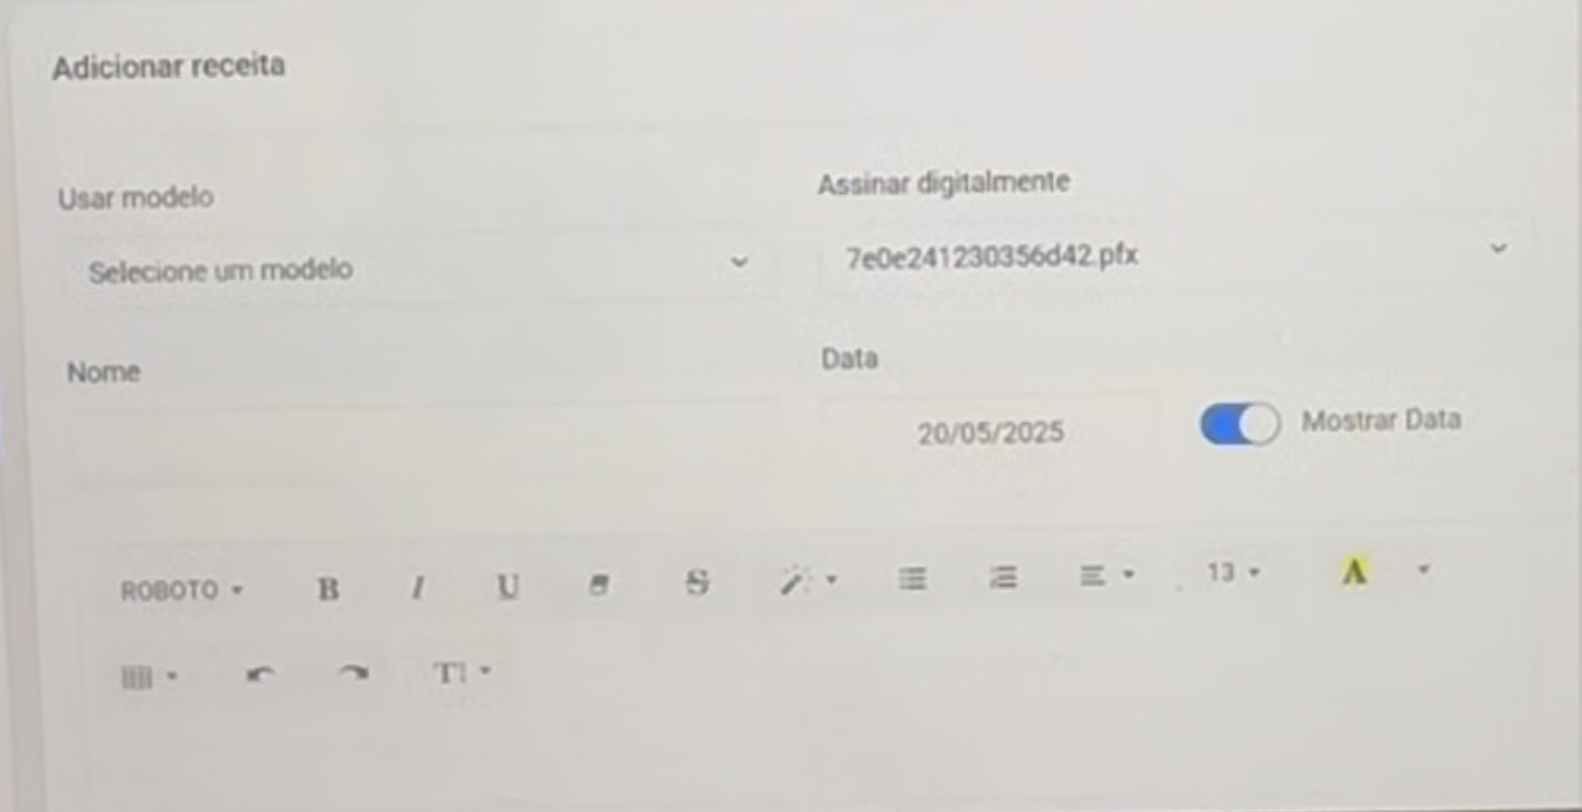 Adicionar receita
Usar modelo
Assinar digitalmente
Selecione um modelo
7e0e241230356d42.pfx
Nome
Data
20/05/2025
Mostrar Data
ROBOTO B I U S 13 A
T